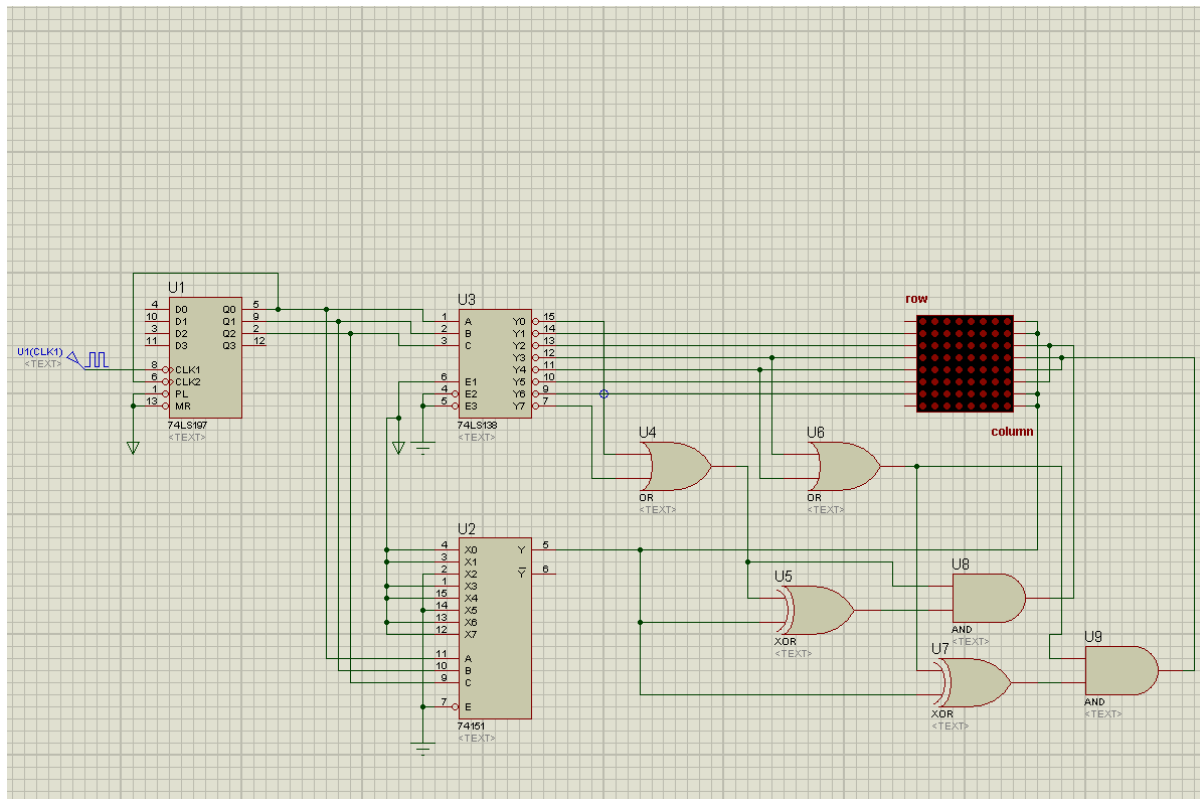 row
U1
4 D0 Q0 5
10 D1 Q1 9
3 D2 Q2 2
11 D3 Q3 12
8 CLK1
6 CLK2
1 PL
13 MR
74LS197
<TEXT>
U1(CLK1)
<TEXT>
U3
1 A Y0 15
2 B Y1 14
3 C Y2 13
Y3 12
Y4 11
6 E1 Y5 10
4 E2 Y6 9
5 E3 Y7 7
74LS138
<TEXT>
column
U4
OR
<TEXT>
U6
OR
<TEXT>
U2
4 X0 Y 5
3 X1
2 X2 Y 6
1 X3
15 X4
14 X5
13 X6
12 X7
11 A
10 B
9 C
7 E
74151
<TEXT>
U5
XOR
<TEXT>
U8
AND
<TEXT>
U7
XOR
<TEXT>
U9
AND
<TEXT>